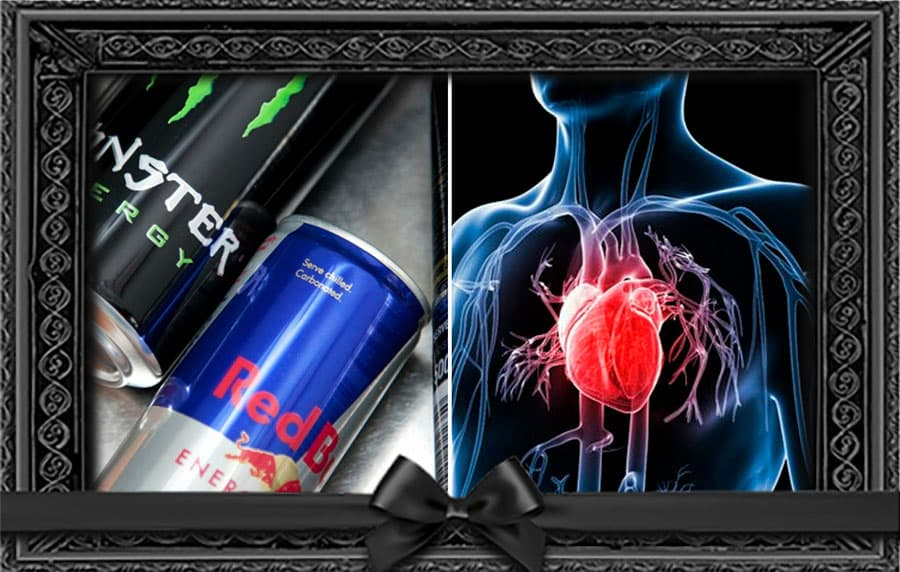 NSTER
ERGY
Serve chilled.
Carbonated.
RedB
ENER